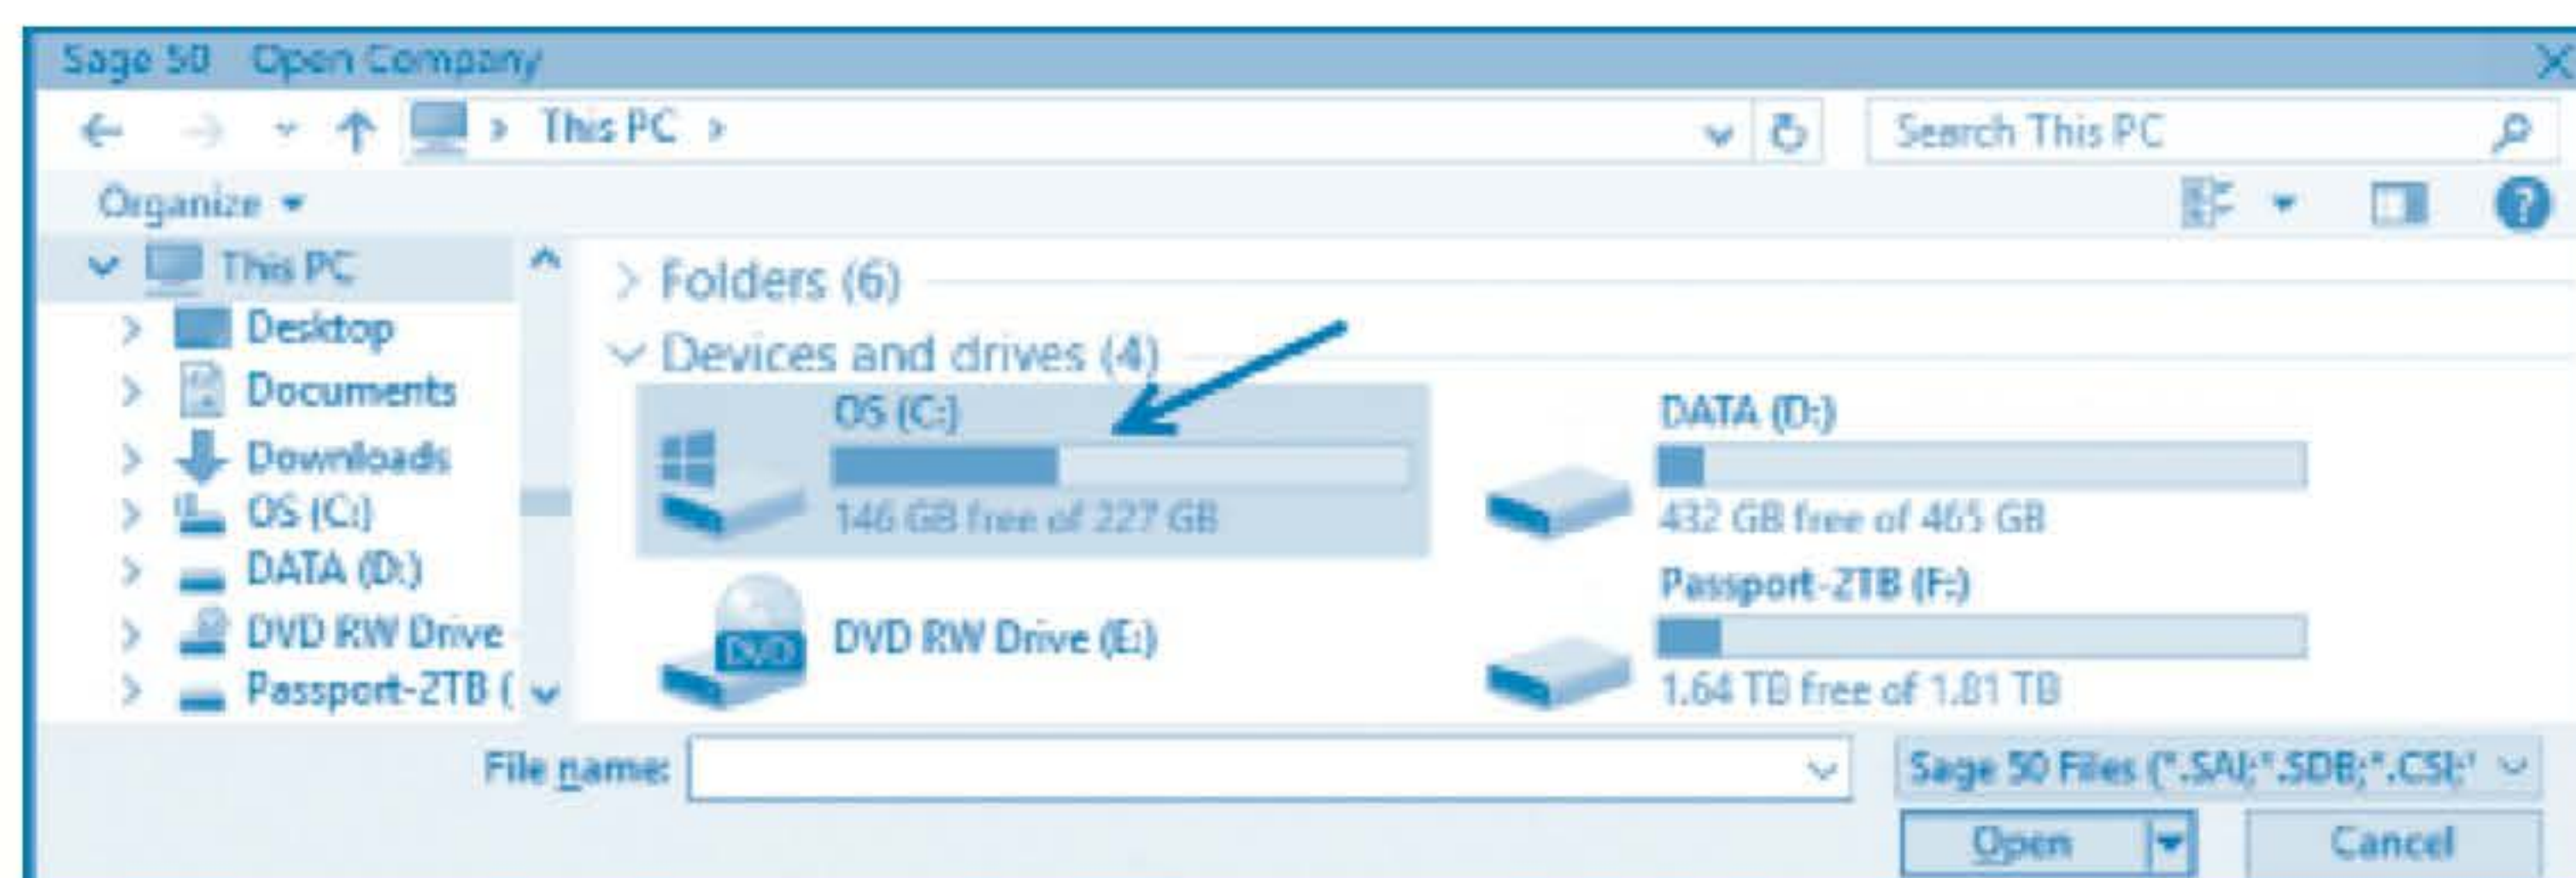 Sage 50 Open Company
This PC
Search This PC
Organize
This PC
Desktop
Documents
Downloads
OS (C:)
DATA (D:)
DVD RW Drive
Passport-2TB (
Folders (6)
Devices and drives (4)
OS (C:)
146 GB free of 227 GB
DATA (D:)
432 GB free of 465 GB
DVD RW Drive (E:)
DVD
Passport-2TB (F:)
1.64 TB free of 1.81 TB
File name:
Sage 50 Files (*.SAI;*.SDB;*.CSI;*
Open
Cancel